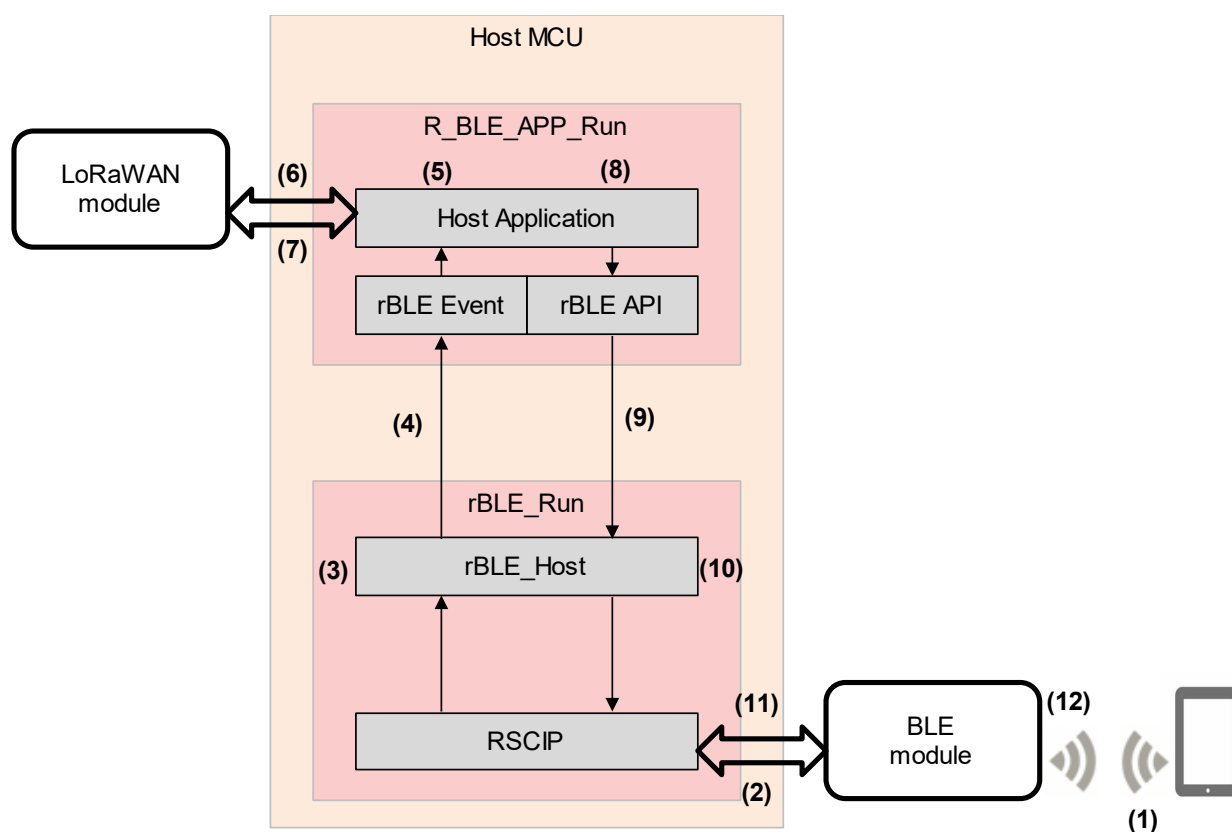 Host MCU
R_BLE_APP_Run
LoRaWAN
module
(6)
(5)
(8)
Host Application
(7)
rBLE Event
rBLE API
(4)
(9)
rBLE_Run
(3)
rBLE_Host
(10)
(11)
(12)
RSCIP
BLE
module
(2)
(1)